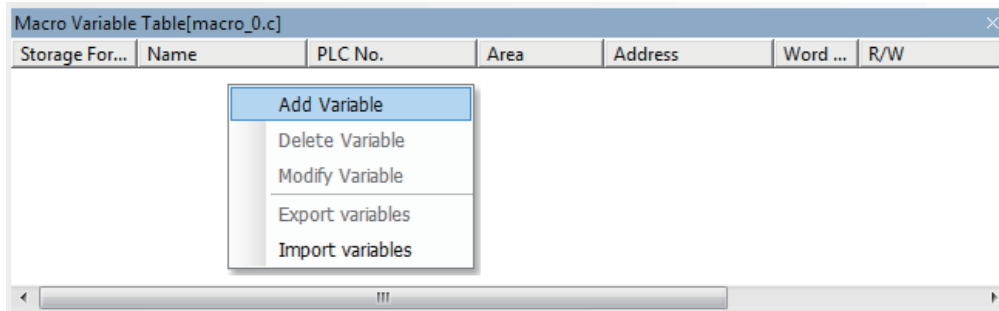 Macro Variable Table[macro_0.c]
Storage For... Name PLC No. Area Address Word ... R/W
Add Variable
Delete Variable
Modify Variable
Export variables
Import variables